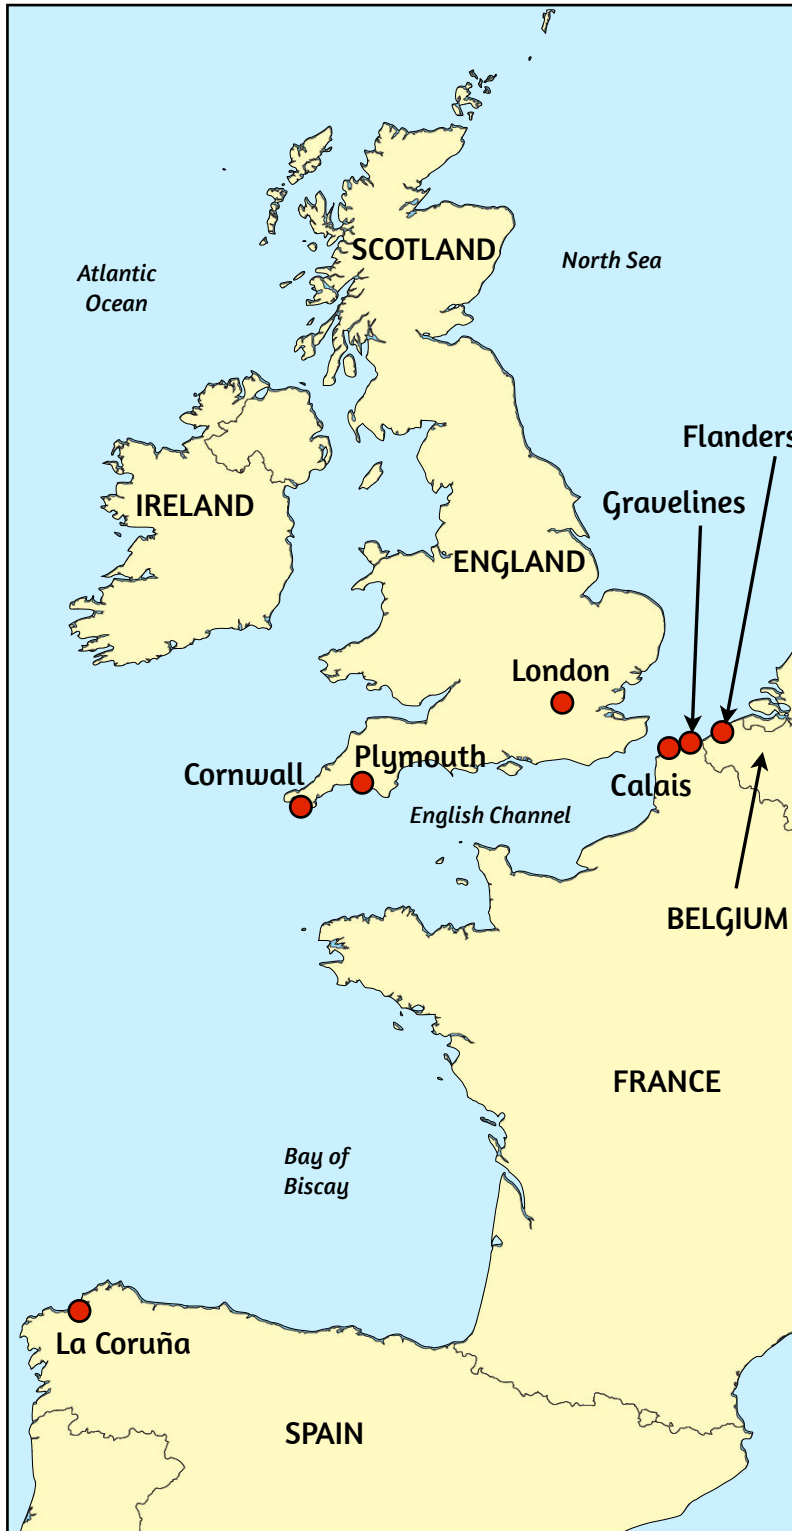 SCOTLAND
North Sea
Atlantic
Ocean
Flanders
IRELAND
Gravelines
ENGLAND
London
Plymouth
Cornwall
Calais
English Channel
BELGIUM
FRANCE
Bay of
Biscay
La Coruña
SPAIN